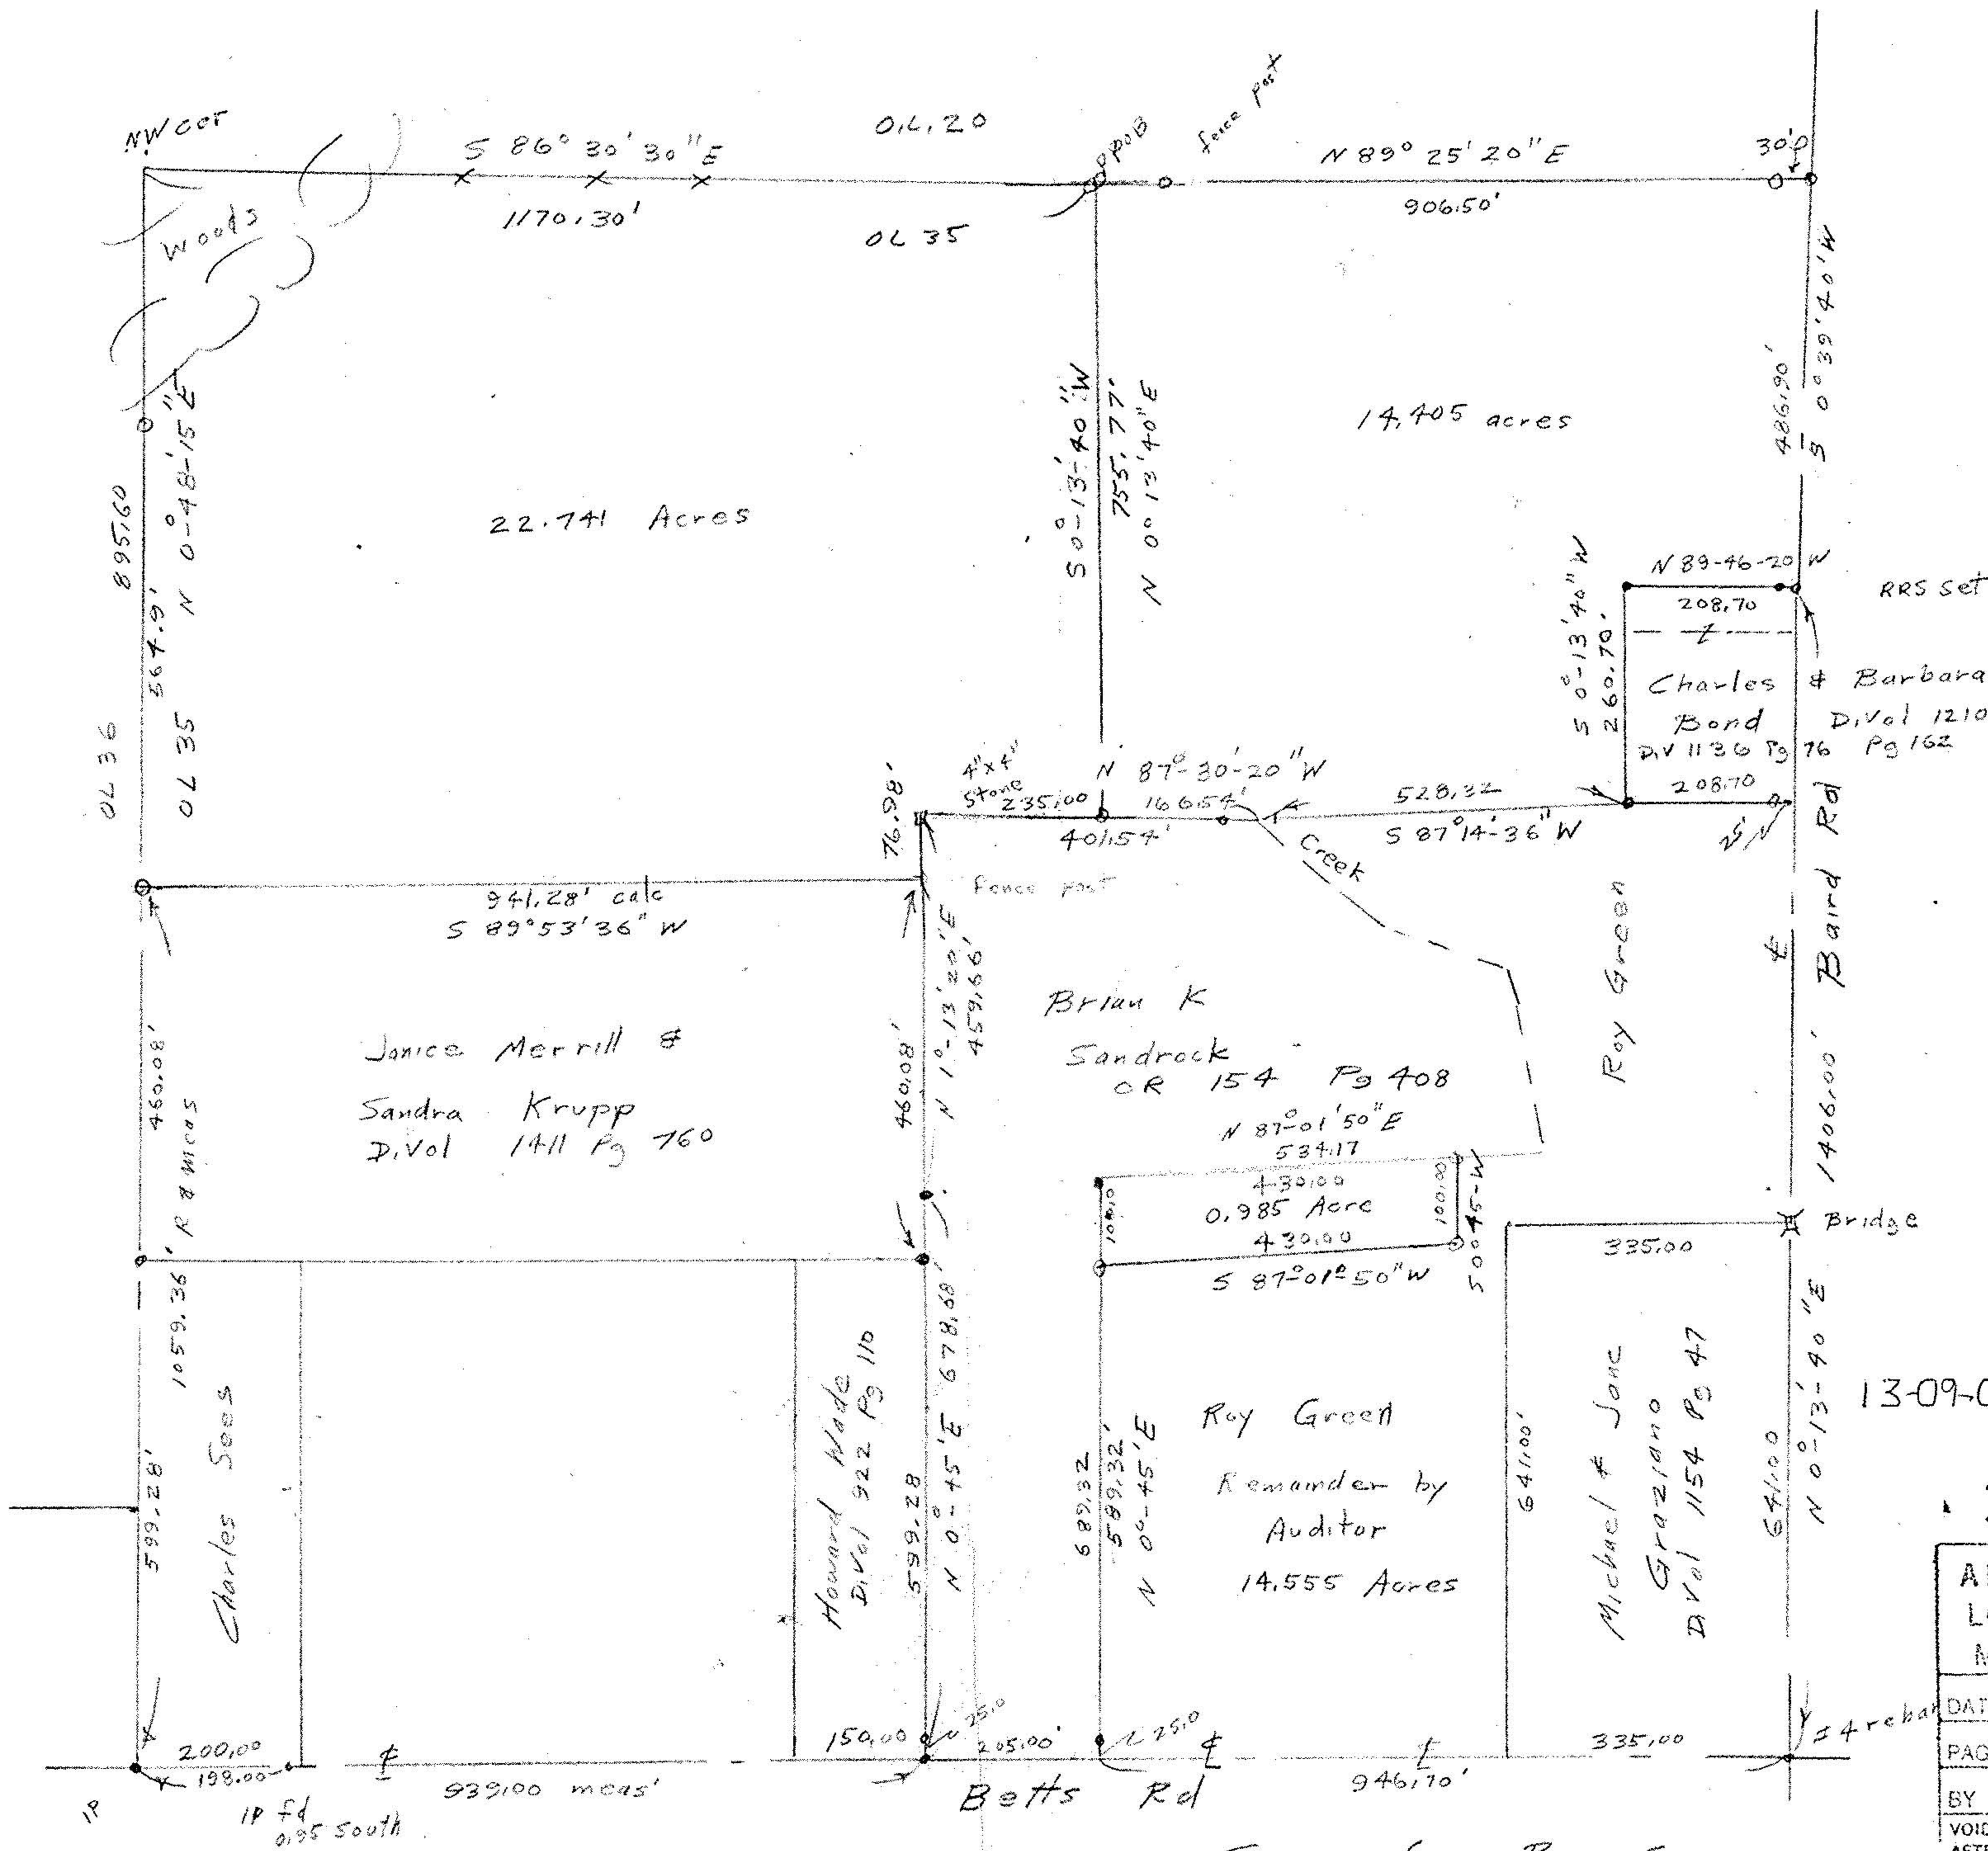 NW cor
S 86° 30' 30" E
O.L. 20
POB
fence post
N 89° 25' 20" E
30'
1170.30'
906.50'
OL 35
Woods
S 0° 39' 40" W
486.90'
S 0°-13'-40" W
755.77'
N 0° 13' 40" E
14.405 acres
22.741 Acres
895.60
564.9'
N 0°-48'-15" E
OL 36
OL 35
N 89-46-20 W
208.70
RRS Set
S 0°-13'40" W
260.70'
Charles & Barbara
Bond
D.Vol 1210
D.V 1136 Pg 76
Pg 162
208.70
4"x4"
Stone
235.00
N 87°-30'-20" W
166.54'
401.54'
528.32
S 87°14'-36" W
76.98'
Creek
fence post
941.28' calc
S 89°53'36" W
Baird Rd
Roy Green
N 1°-13'20" E
459.66'
460.08'
Brian K
Sandrock
OR 154 Pg 408
Janice Merrill &
Sandra Krupp
D.Vol 1411 Pg 760
460.08'
R & meas
1059.36'
N 87°-01'50" E
534.17
430.00
0.985 Acre
430.00
100.0
100.00
S 0°45-W
S 87°-01'-50" W
1406.00'
Bridge
335.00
599.28'
Charles Sees
Howard Wade
D.Vol 922 Pg 110
599.28
N 0°-45' E 678.68'
689.32
589.32'
N 0°-45' E
Roy Green
Remainder by
Auditor
14.555 Acres
641.00'
Michael & Jane
Graziano
D.Vol 1154 Pg 47
641.00
N 0°-13'-40" E
13-09-0
200.00
198.00
IP
IP fd
0.95 South
939.00 meas'
150.00
25.0
205.00'
25.0
Betts Rd
946.70'
335.00
rebar
DAT
PAG
BY
VOID